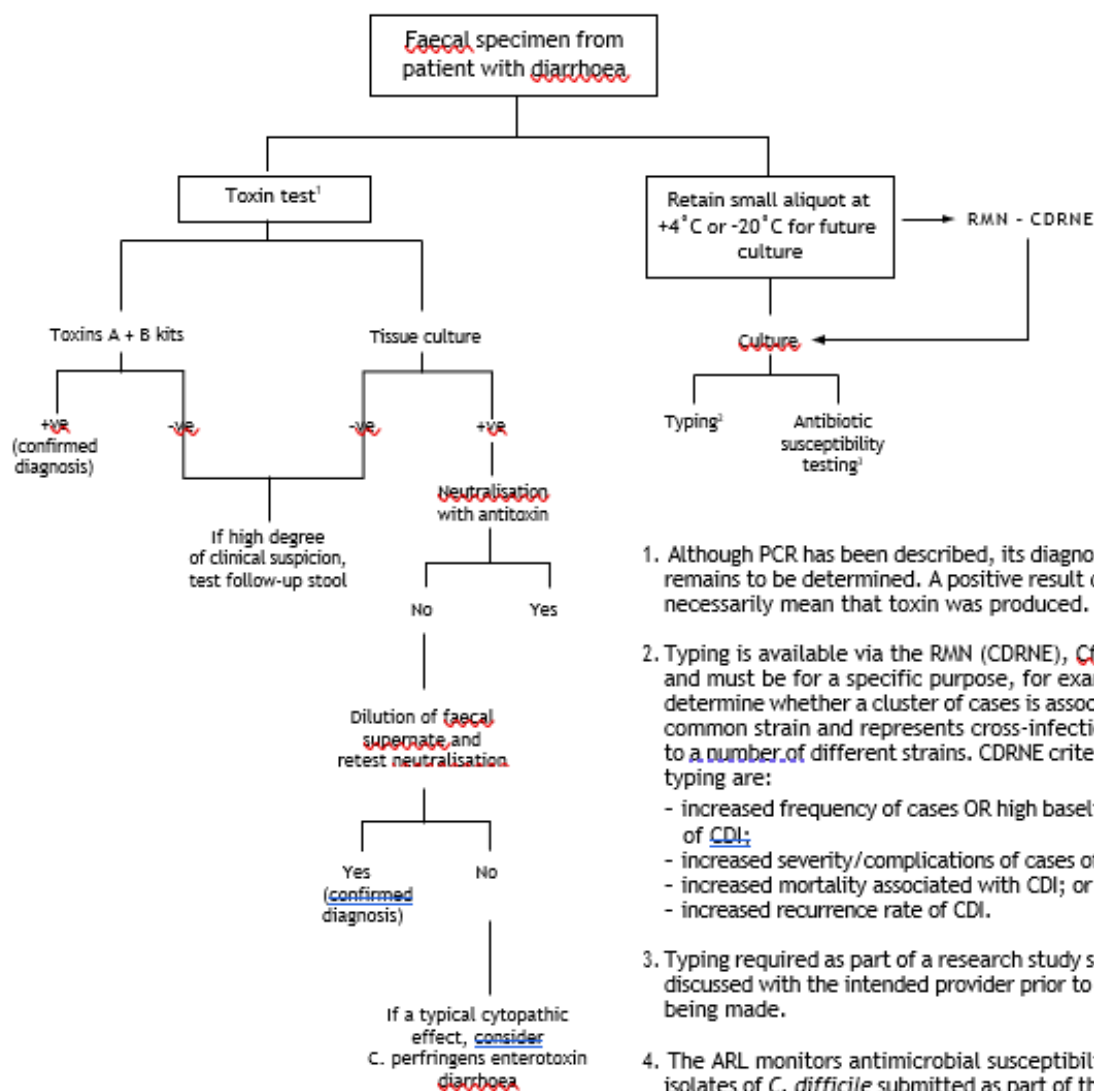 Faecal specimen from
patient with diarrhoea
Toxin test¹
Retain small aliquot at
+4°C or -20°C for future
culture
RMN - CDRNE
Toxins A + B kits
Tissue culture
Culture
+ve
(confirmed
diagnosis)
-ve
-ve
+ve
Typing²
Antibiotic
susceptibility
testing³
Neutralisation
with antitoxin
If high degree
of clinical suspicion,
test follow-up stool
No
Yes
Dilution of faecal
supernate and
retest neutralisation
Yes
(confirmed
diagnosis)
No
If a typical cytopathic
effect, consider
C. perfringens enterotoxin
diarrhoea
1. Although PCR has been described, its diagno
remains to be determined. A positive result
necessarily mean that toxin was produced.
2. Typing is available via the RMN (CDRNE),
and must be for a specific purpose, for exa
determine whether a cluster of cases is assoc
common strain and represents cross-infecti
to a number of different strains. CDRNE crite
typing are:
- increased frequency of cases OR high basel
of CDI;
- increased severity/complications of cases o
- increased mortality associated with CDI; or
- increased recurrence rate of CDI.
3. Typing required as part of a research study s
discussed with the intended provider prior to
being made.
4. The ARL monitors antimicrobial susceptibil
isolates of C. difficile submitted as part of th